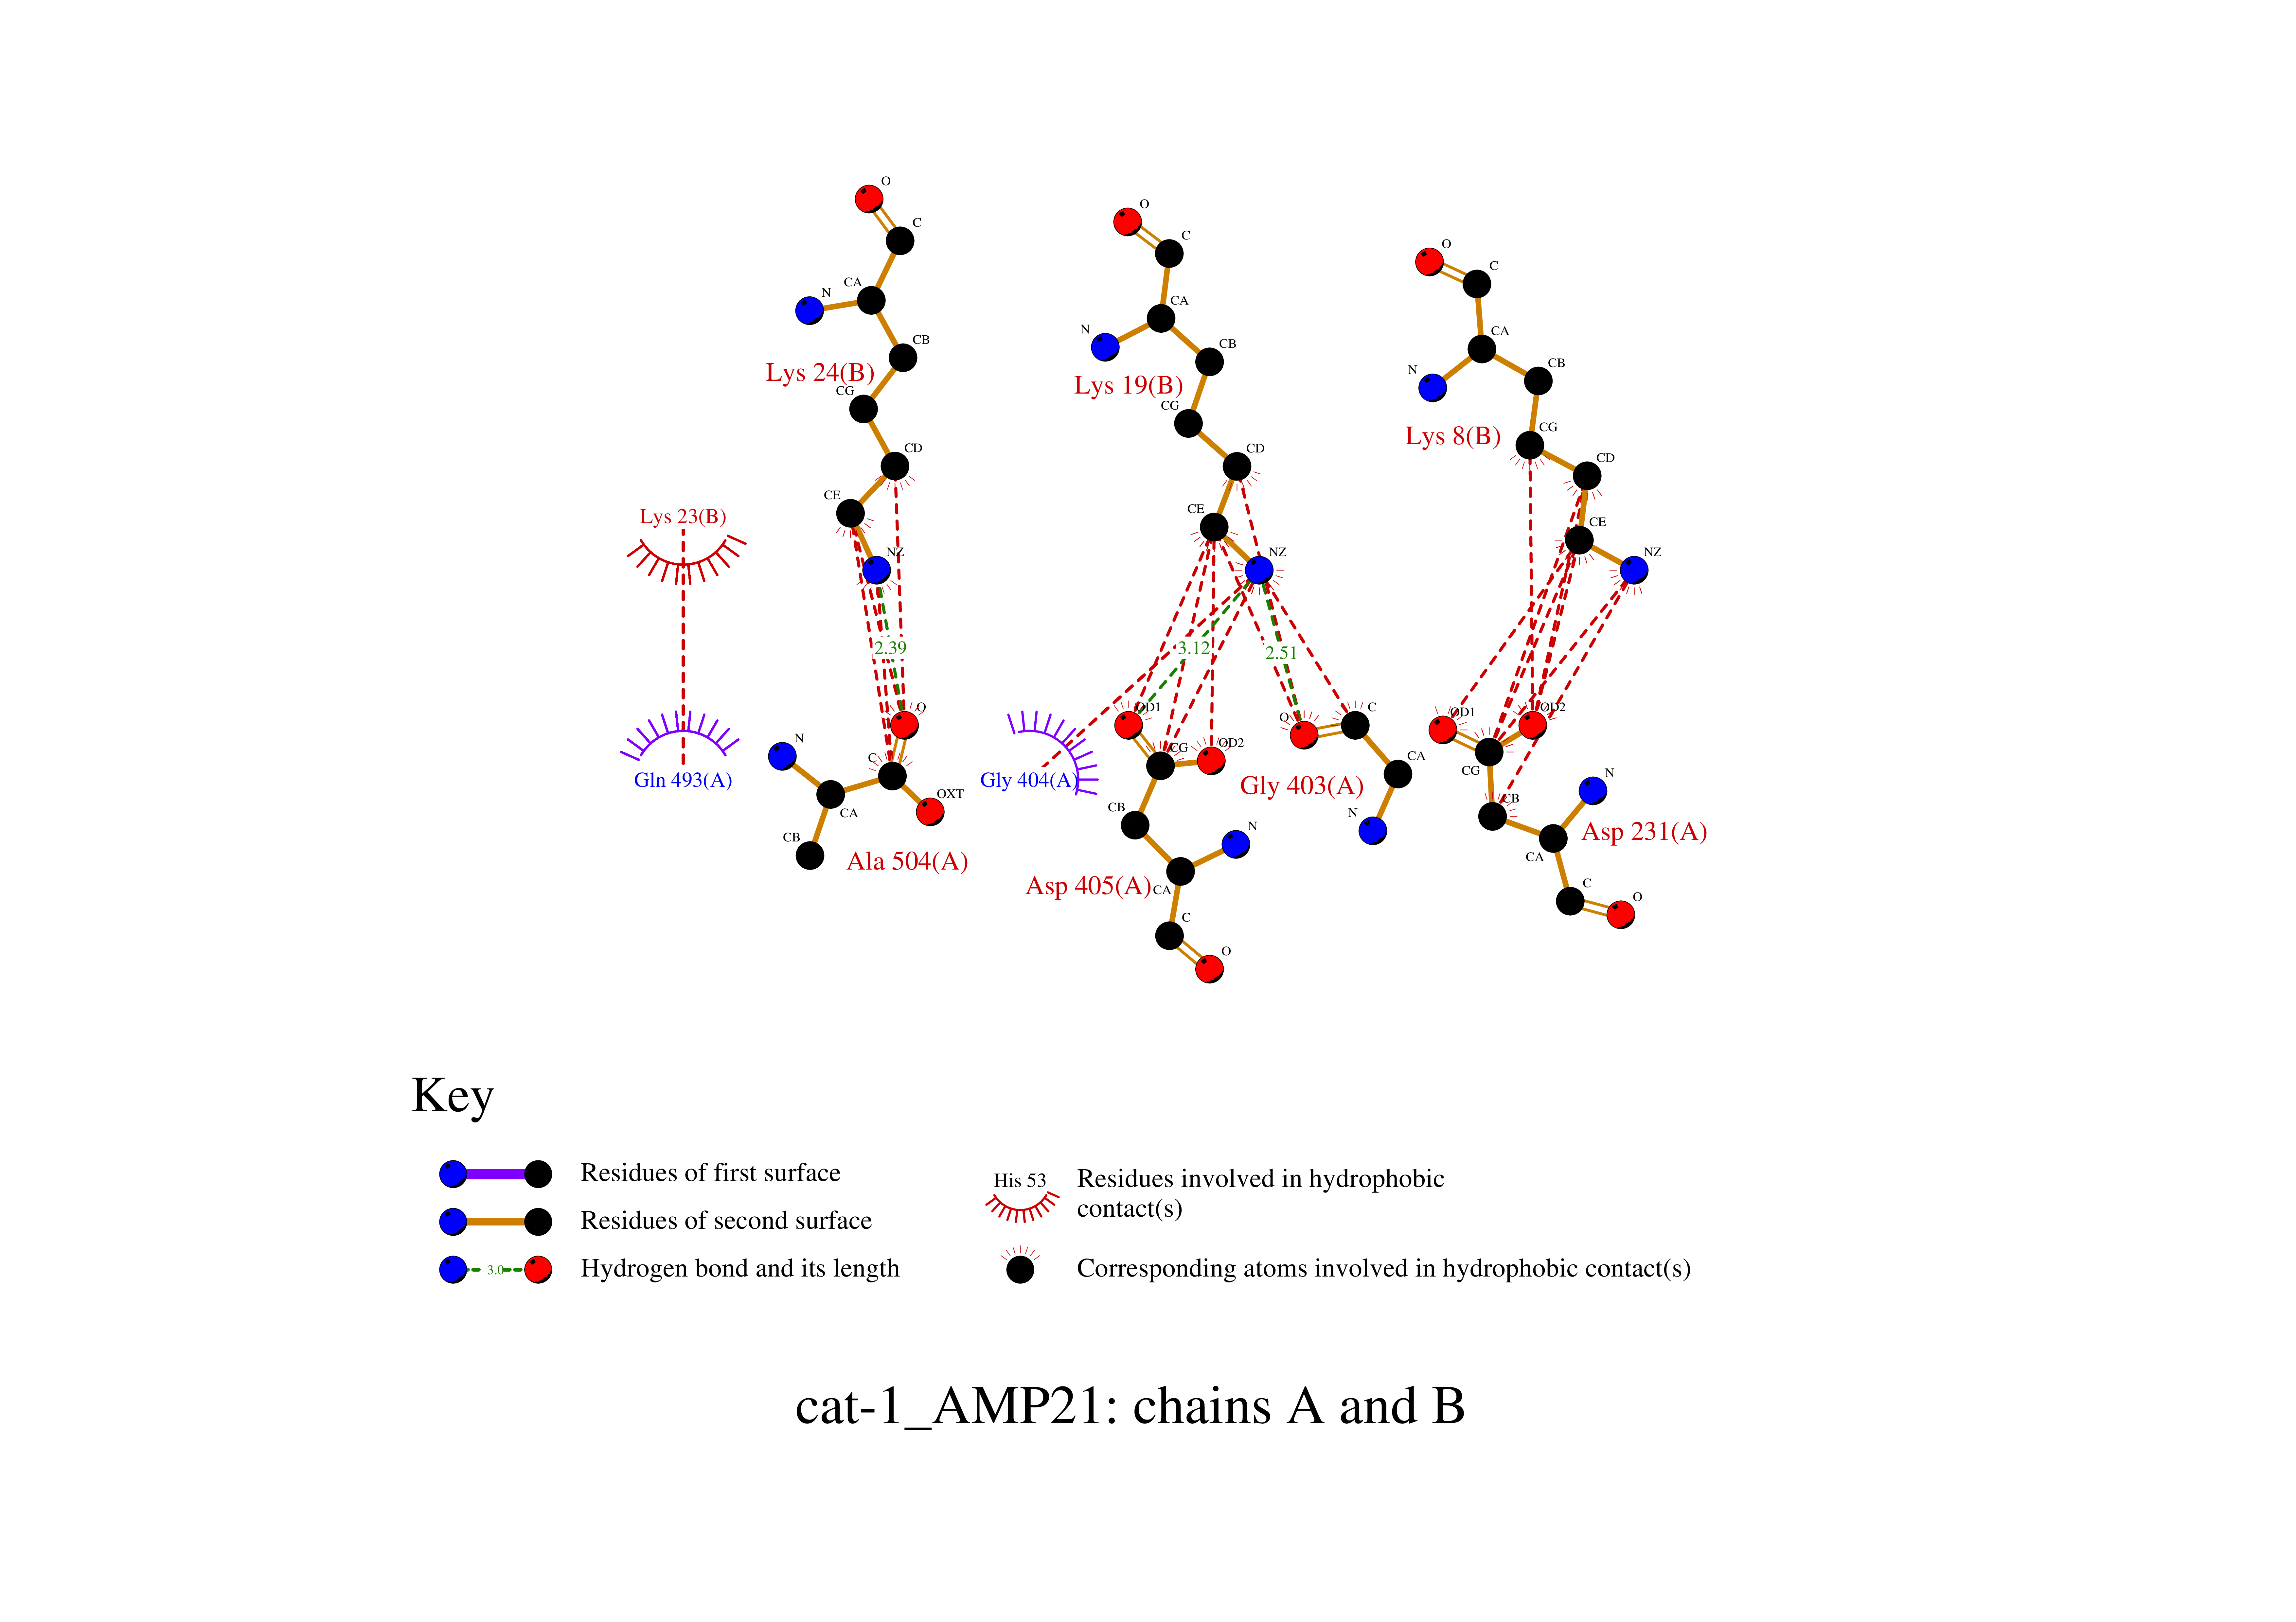 O
C
CA
N
CB
Lys 24(B)
CG
CD
CE
NZ
O
C
CA
N
CB
Lys 19(B)
CG
CD
CE
NZ
O
C
CA
N
CB
Lys 8(B)
CG
CD
CE
NZ
Lys 23(B)
2.39
3.12
2.51
Gln 493(A)
N
O
C
OXT
CA
CB
Ala 504(A)
Gly 404(A)
OD1
CG
OD2
CB
N
Asp 405(A)
CA
C
O
O
C
CA
Gly 403(A)
N
OD1
OD2
CG
N
CB
Asp 231(A)
CA
C
O
Key
Residues of first surface
Residues of second surface
3.0
Hydrogen bond and its length
His 53
Residues involved in hydrophobic
contact(s)
Corresponding atoms involved in hydrophobic contact(s)
cat-1_AMP21: chains A and B